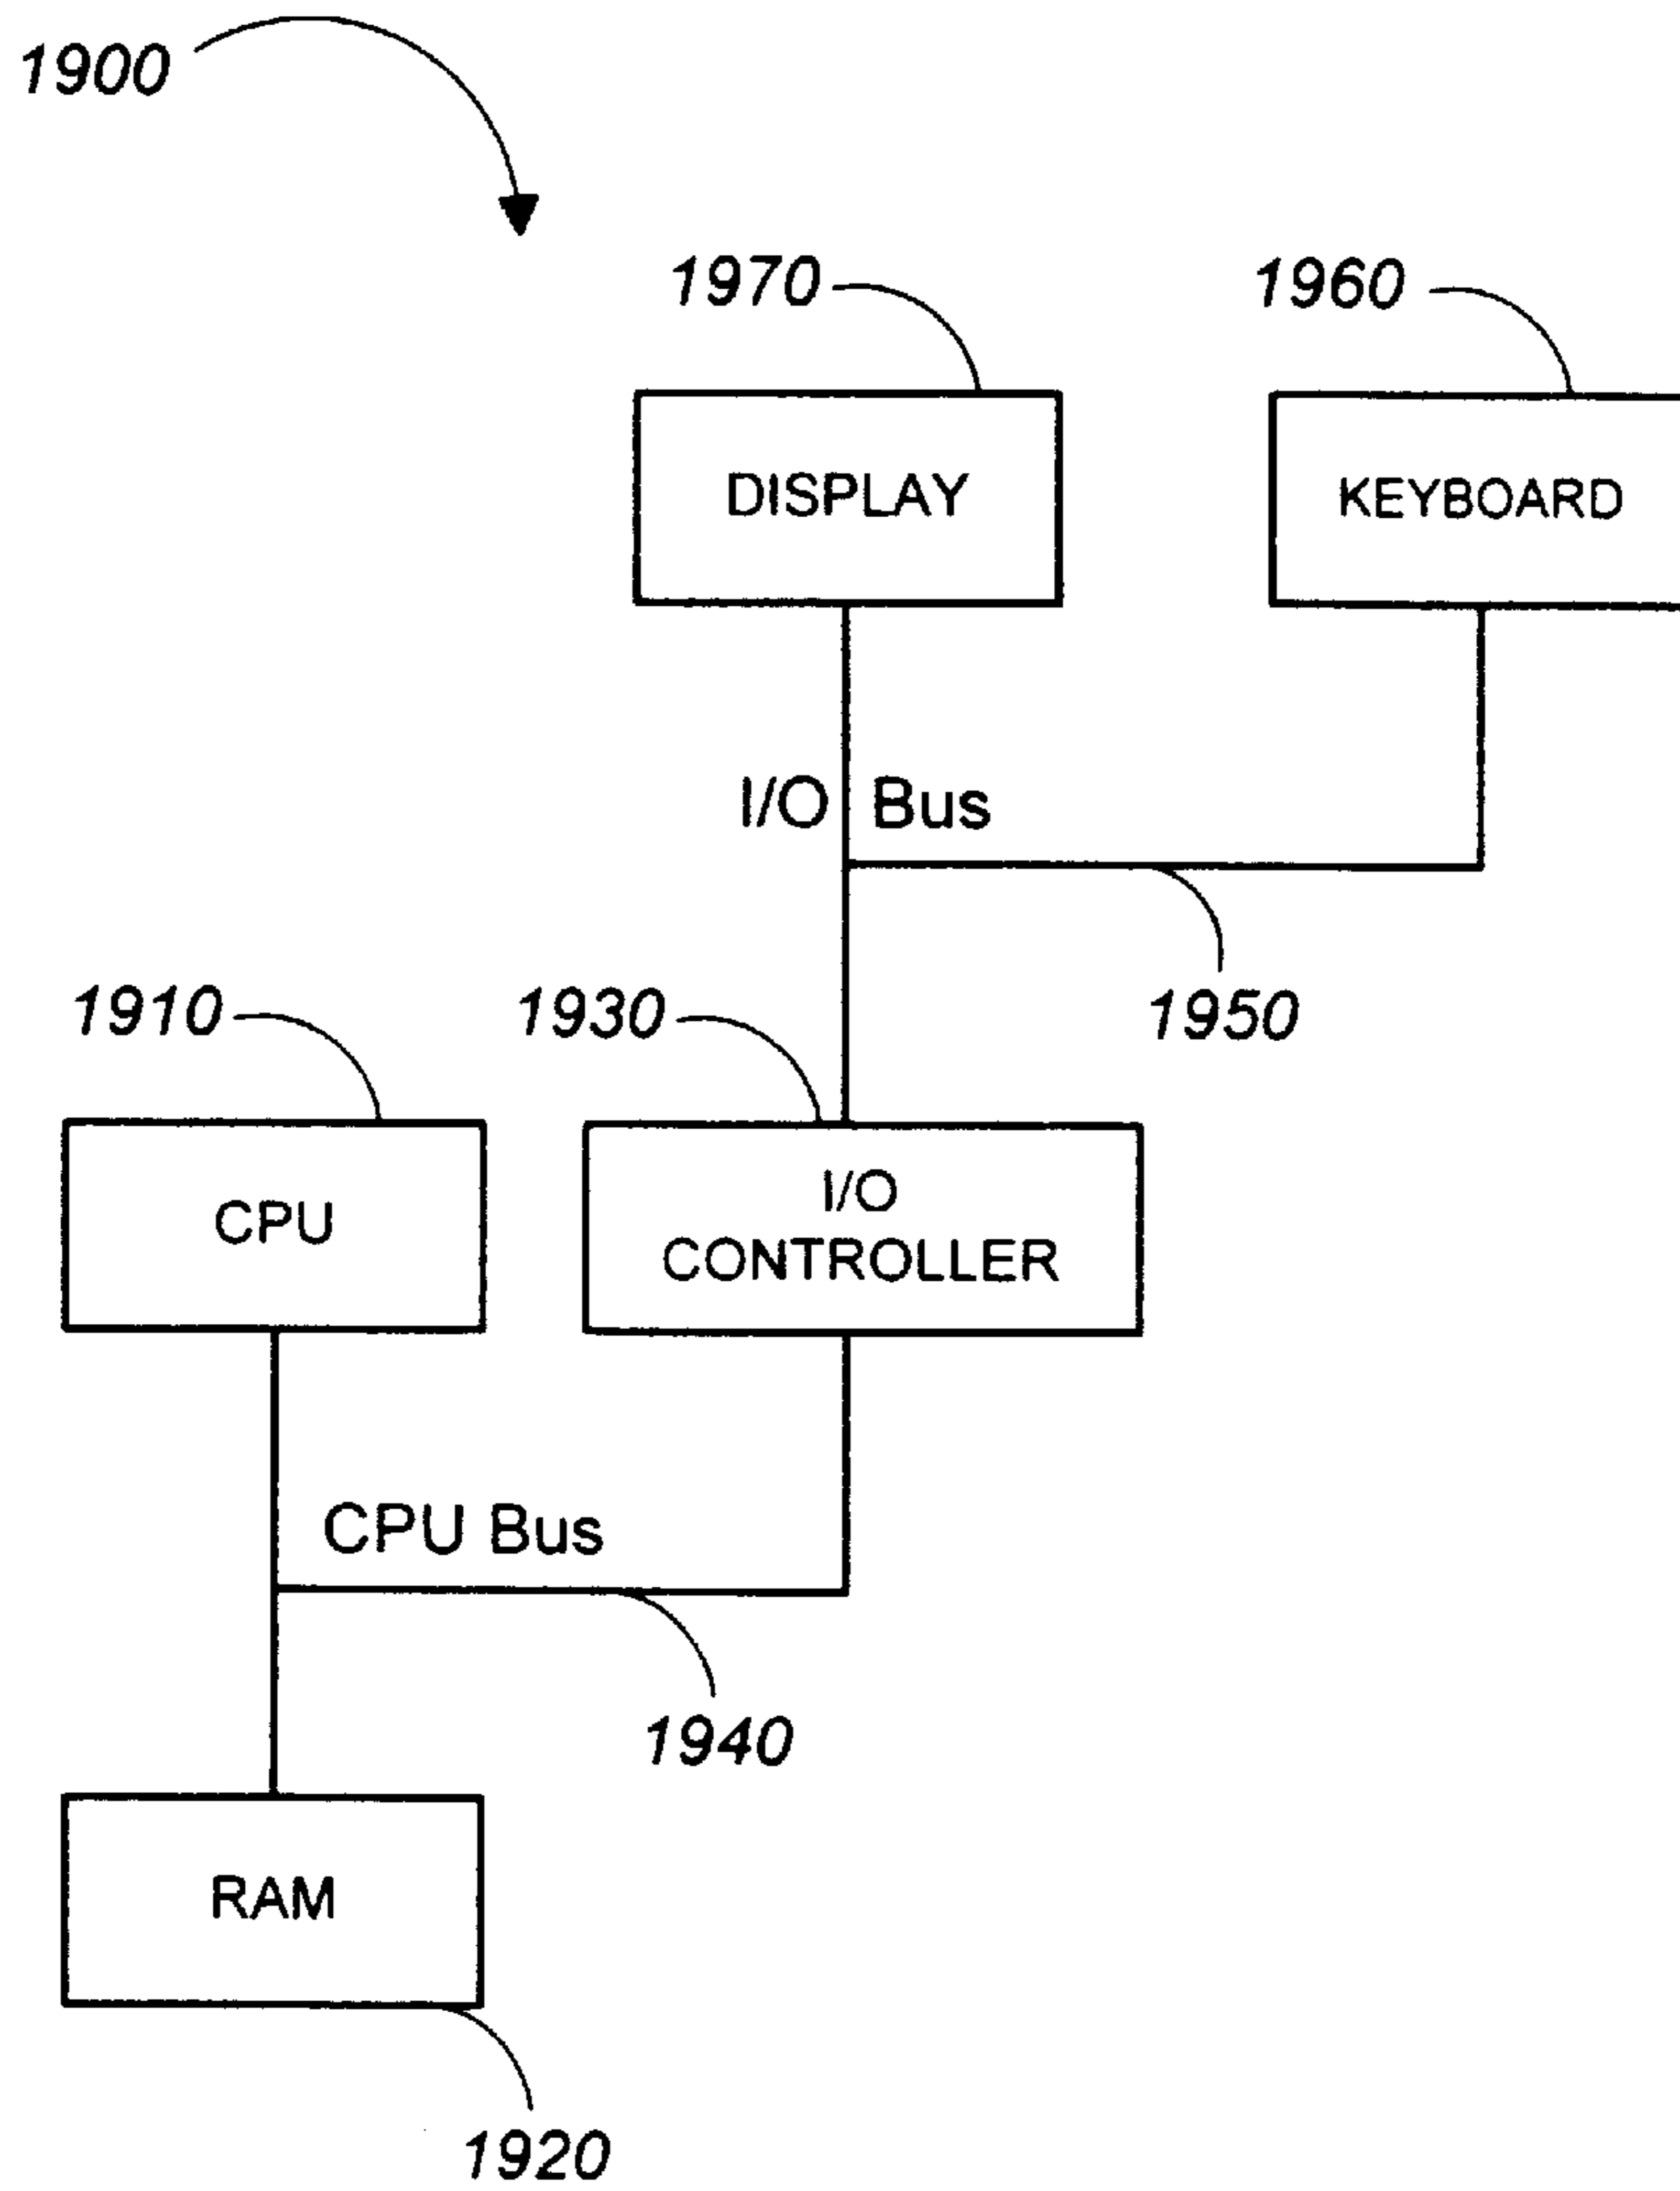 1900
1970
1960
DISPLAY
KEYBOARD
I/O Bus
1950
1910
1930
CPU
I/O
CONTROLLER
CPU Bus
1940
RAM
1920